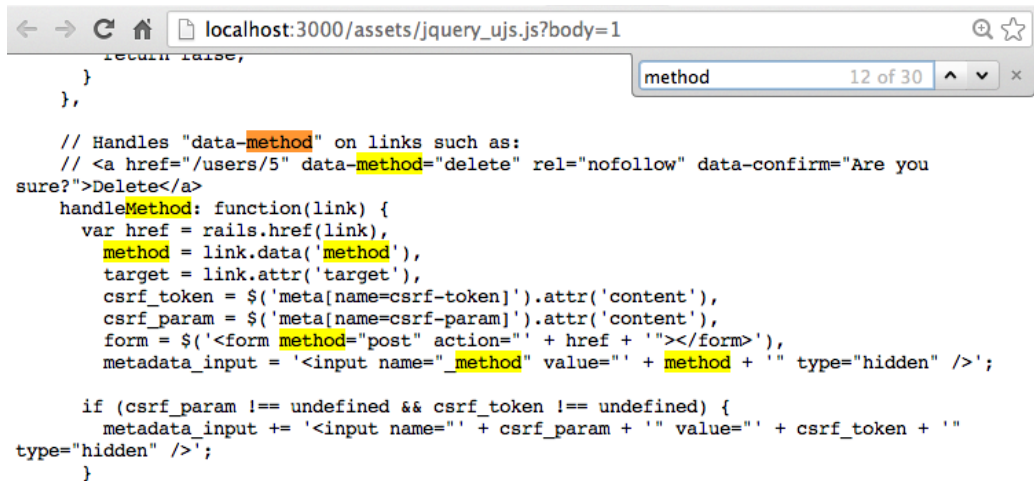 localhost:3000/assets/jquery_ujs.js?body=1
method 12 of 30
return false;
}
},
// Handles "data-method" on links such as:
// <a href="/users/5" data-method="delete" rel="nofollow" data-confirm="Are you
sure?">Delete</a>
handleMethod: function(link) {
var href = rails.href(link),
method = link.data('method'),
target = link.attr('target'),
csrf_token = $('meta[name=csrf-token]').attr('content'),
csrf_param = $('meta[name=csrf-param]').attr('content'),
form = $('<form method="post" action="' + href + '"></form>'),
metadata_input = '<input name="_method" value="' + method + '" type="hidden" />';
if (csrf_param !== undefined && csrf_token !== undefined) {
metadata_input += '<input name="' + csrf_param + '" value="' + csrf_token + '"
type="hidden" />';
}